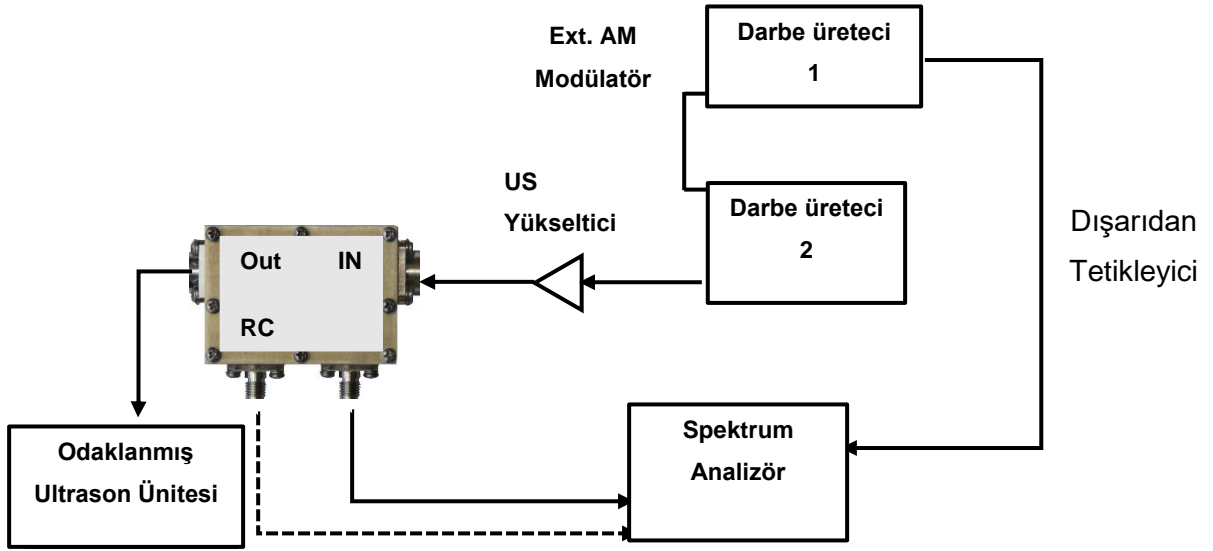 Ext. AM
Modülatör
Darbe üreteci
1
US
Yükseltici
Darbe üreteci
2
Dışarıdan
Tetikleyici
Out IN
RC
Odaklanmış
Ultrason Ünitesi
Spektrum
Analizör